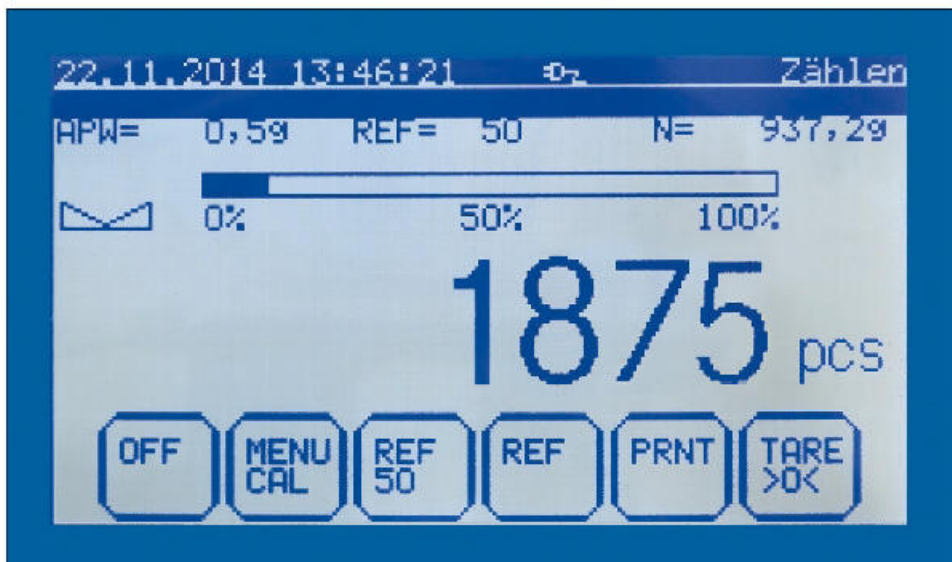 22.11.2014 13:46:21 Zählen
APW= 0,5g REF= 50 N= 937,2g
0% 50% 100%
1875 pcs
OFF MENU CAL REF 50 REF PRNT TARE >0<